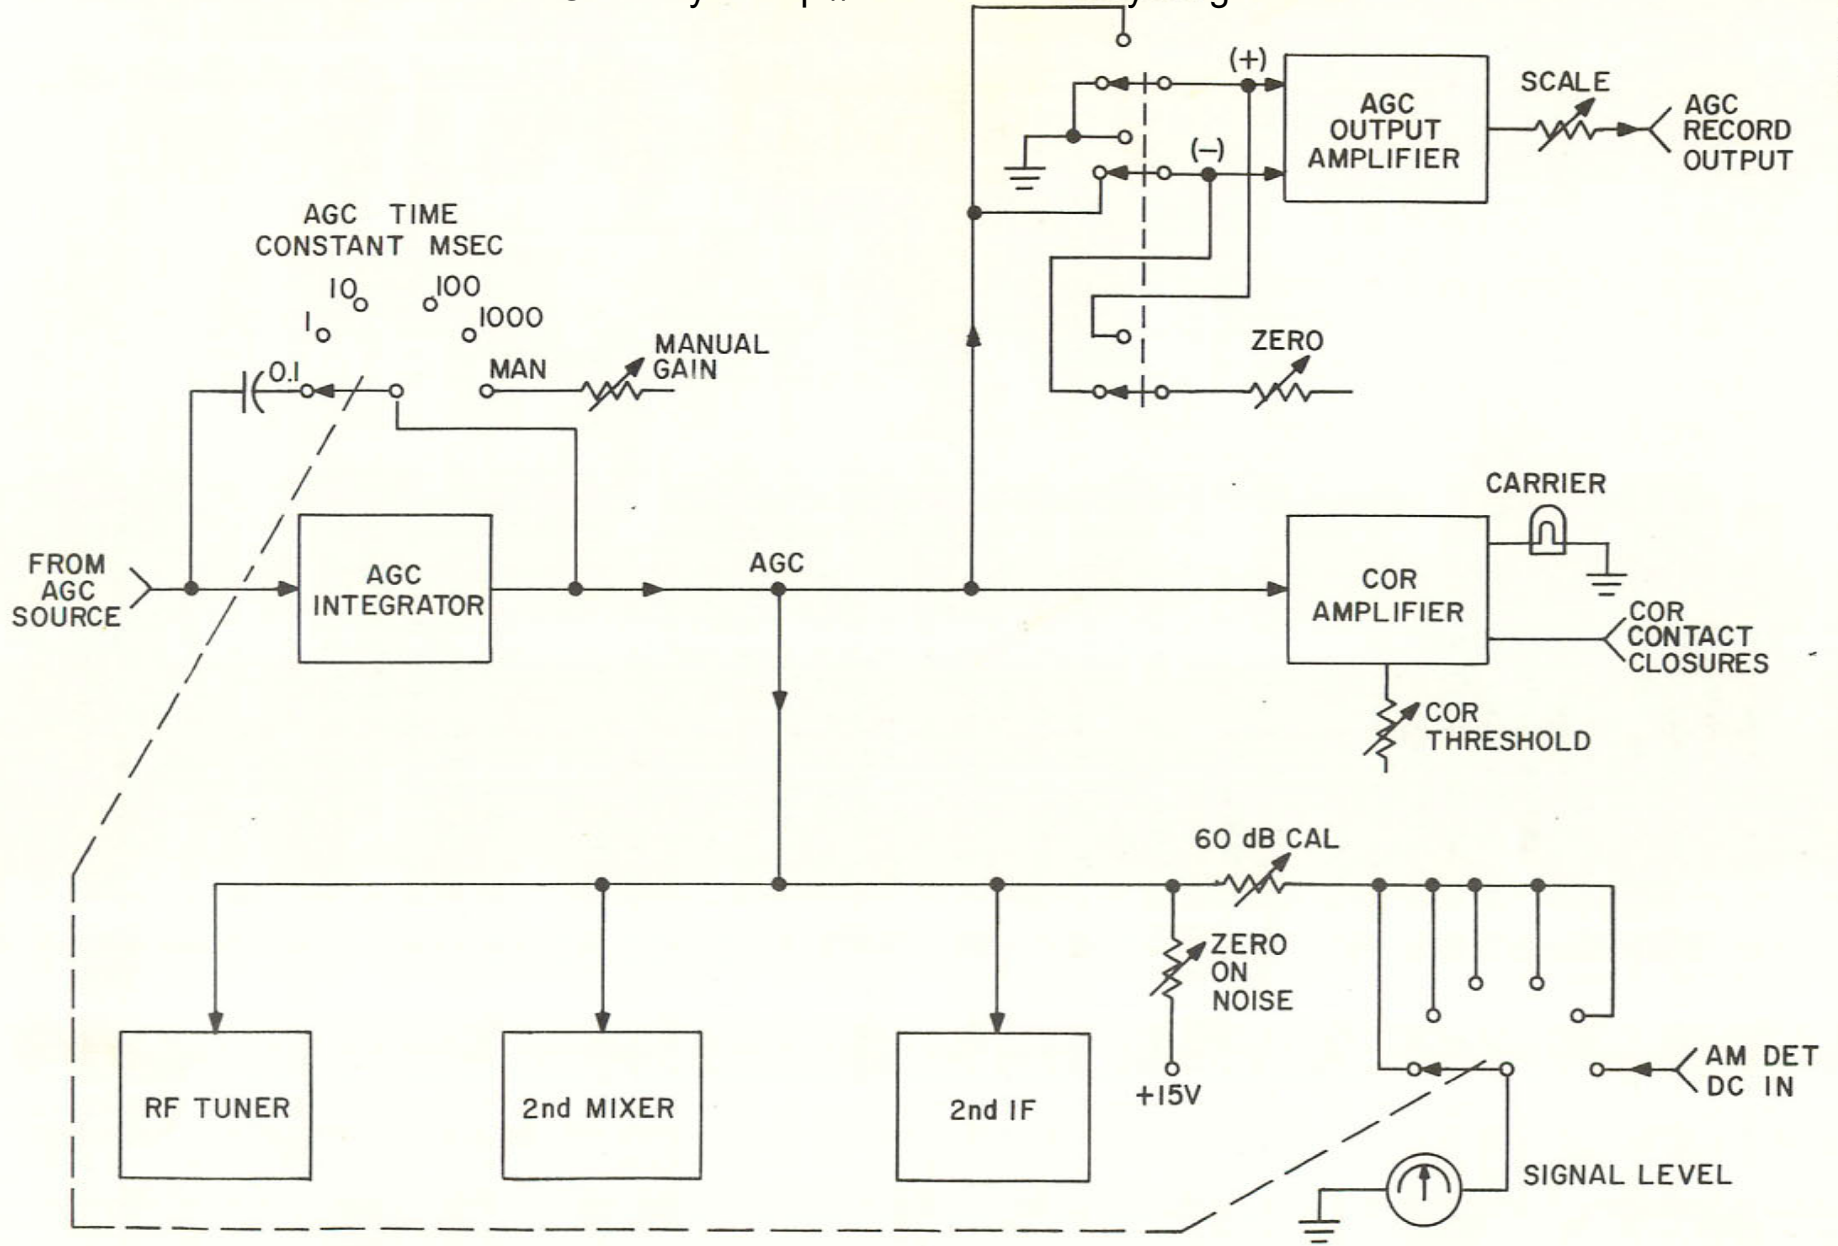 (+)
(−)
AGC
OUTPUT
AMPLIFIER
SCALE
AGC
RECORD
OUTPUT
AGC TIME
CONSTANT MSEC
10
100
1
1000
0.1
MAN
MANUAL
GAIN
ZERO
FROM
AGC
SOURCE
AGC
INTEGRATOR
AGC
CARRIER
COR
AMPLIFIER
COR
CONTACT
CLOSURES
COR
THRESHOLD
60 dB CAL
ZERO
ON
NOISE
+15V
RF TUNER
2nd MIXER
2nd IF
AM DET
DC IN
SIGNAL LEVEL